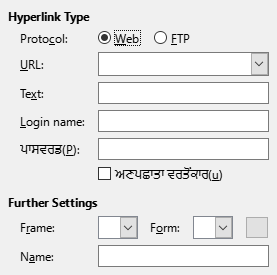 Hyperlink Type
Protocol: Web FTP
URL:
Text:
Login name:
ਪਾਸਵਰਡ(P):
ਅਣਪਛਾਤਾ ਵਰਤੋਂਕਾਰ(u)
Further Settings
Frame: Form:
Name: